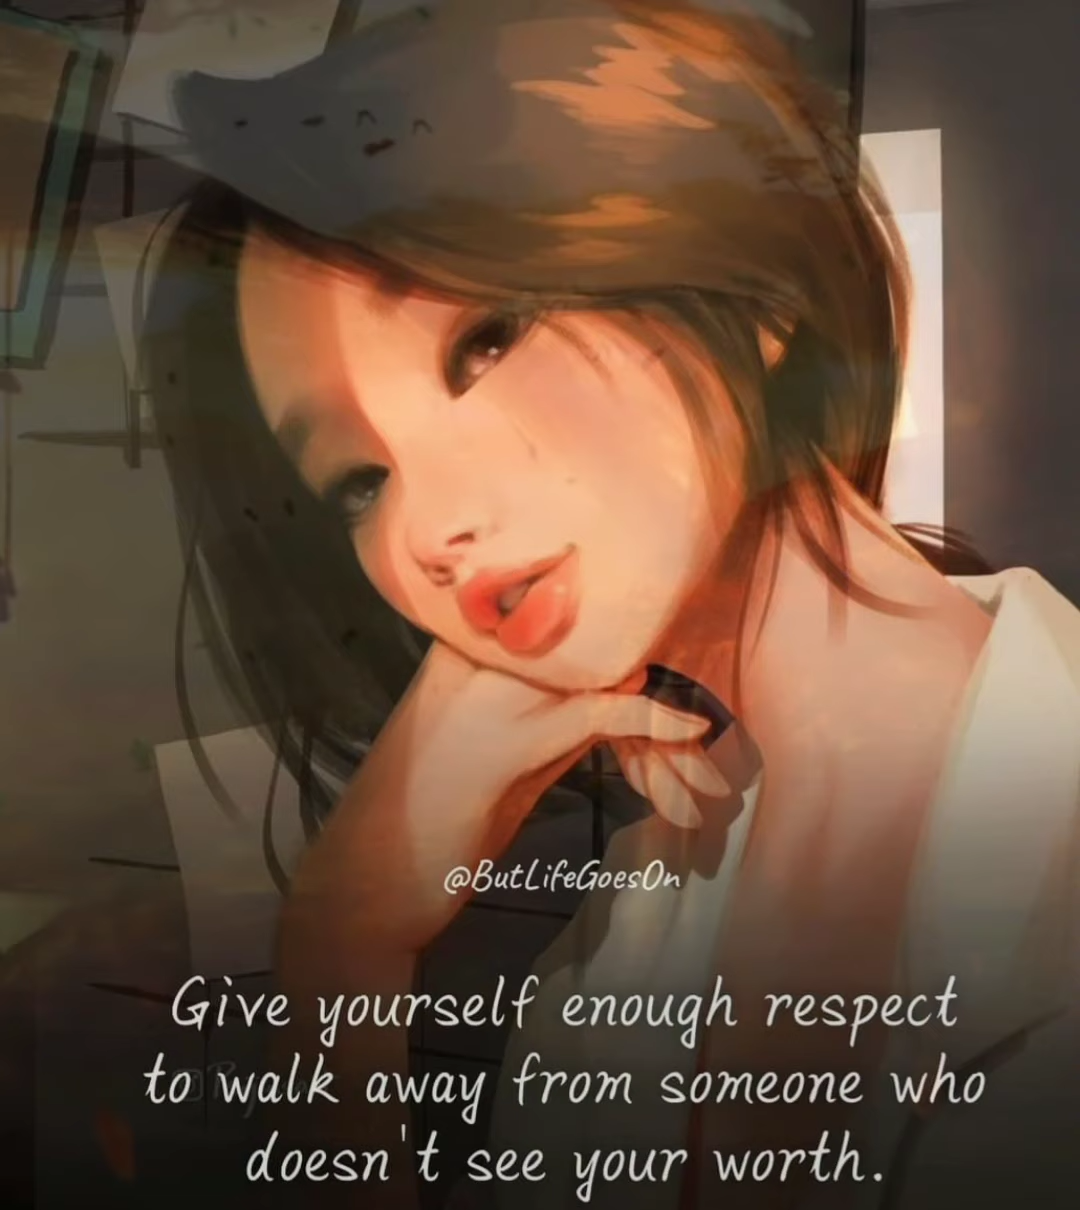 @ButLifeGoesOn
Give yourself enough respect
to walk away from someone who
doesn't see your worth.